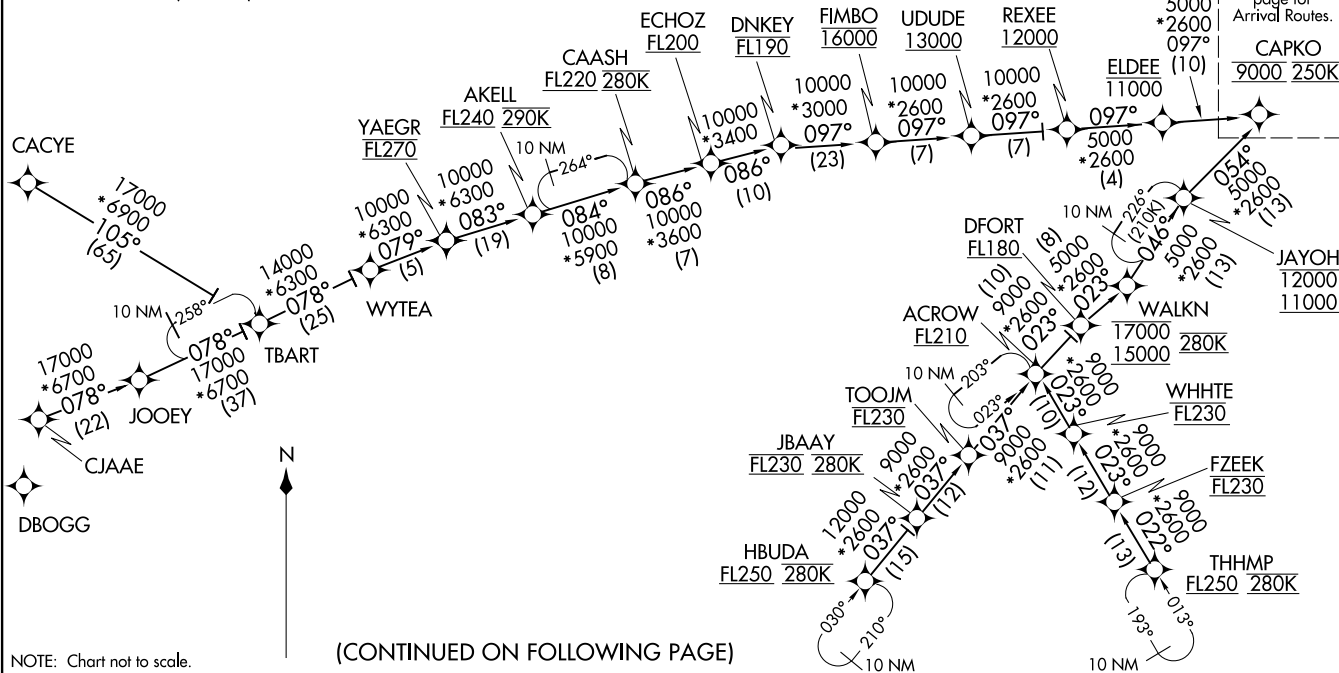 5000
*2600
097°
(10)
page for
Arrival Routes.
CAPKO
9000 250K
ELDEE
11000
REXEE
12000
UDUDE
13000
FIMBO
16000
DNKEY
FL190
ECHOZ
FL200
CAASH
FL220 280K
AKELL
FL240 290K
YAEGR
FL270
CACYE
17000
*6900
105°
(65)
10 NM
258°
17000
*6700
078°
(22)
CJAAE
DBOGG
JOOEY
078°
17000
*6700
(37)
TBART
14000
*6300
078°
(25)
WYTEA
10000
*6300
079°
(5)
10000
*6300
083°
(19)
10 NM
264°
084°
10000
*5900
(8)
086°
10000
*3600
(7)
10000
*3400
086°
(10)
10000
*3000
097°
(23)
10000
*2600
097°
(7)
10000
*2600
097°
(7)
097°
5000
*2600
(4)
054°
5000
*2600
(13)
JAYOH
12000
11000
10 NM
226°
(210K)
046°
5000
*2600
(13)
WALKN
17000
15000
280K
DFORT
FL180
(8)
5000
*2600
023°
ACROW
FL210
(10)
9000
*2600
023°
10 NM
203°
023°
TOOJM
FL230
037°
9000
*2600
(11)
JBAAY
FL230 280K
9000
*2600
037°
(12)
HBUDA
FL250 280K
12000
*2600
037°
(15)
030°
210°
10 NM
9000
*2600
023°
(10)
WHHTE
FL230
9000
*2600
023°
(12)
FZEEK
FL230
9000
*2600
022°
(13)
THHMP
FL250 280K
193°
013°
10 NM
N
NOTE: Chart not to scale.
(CONTINUED ON FOLLOWING PAGE)